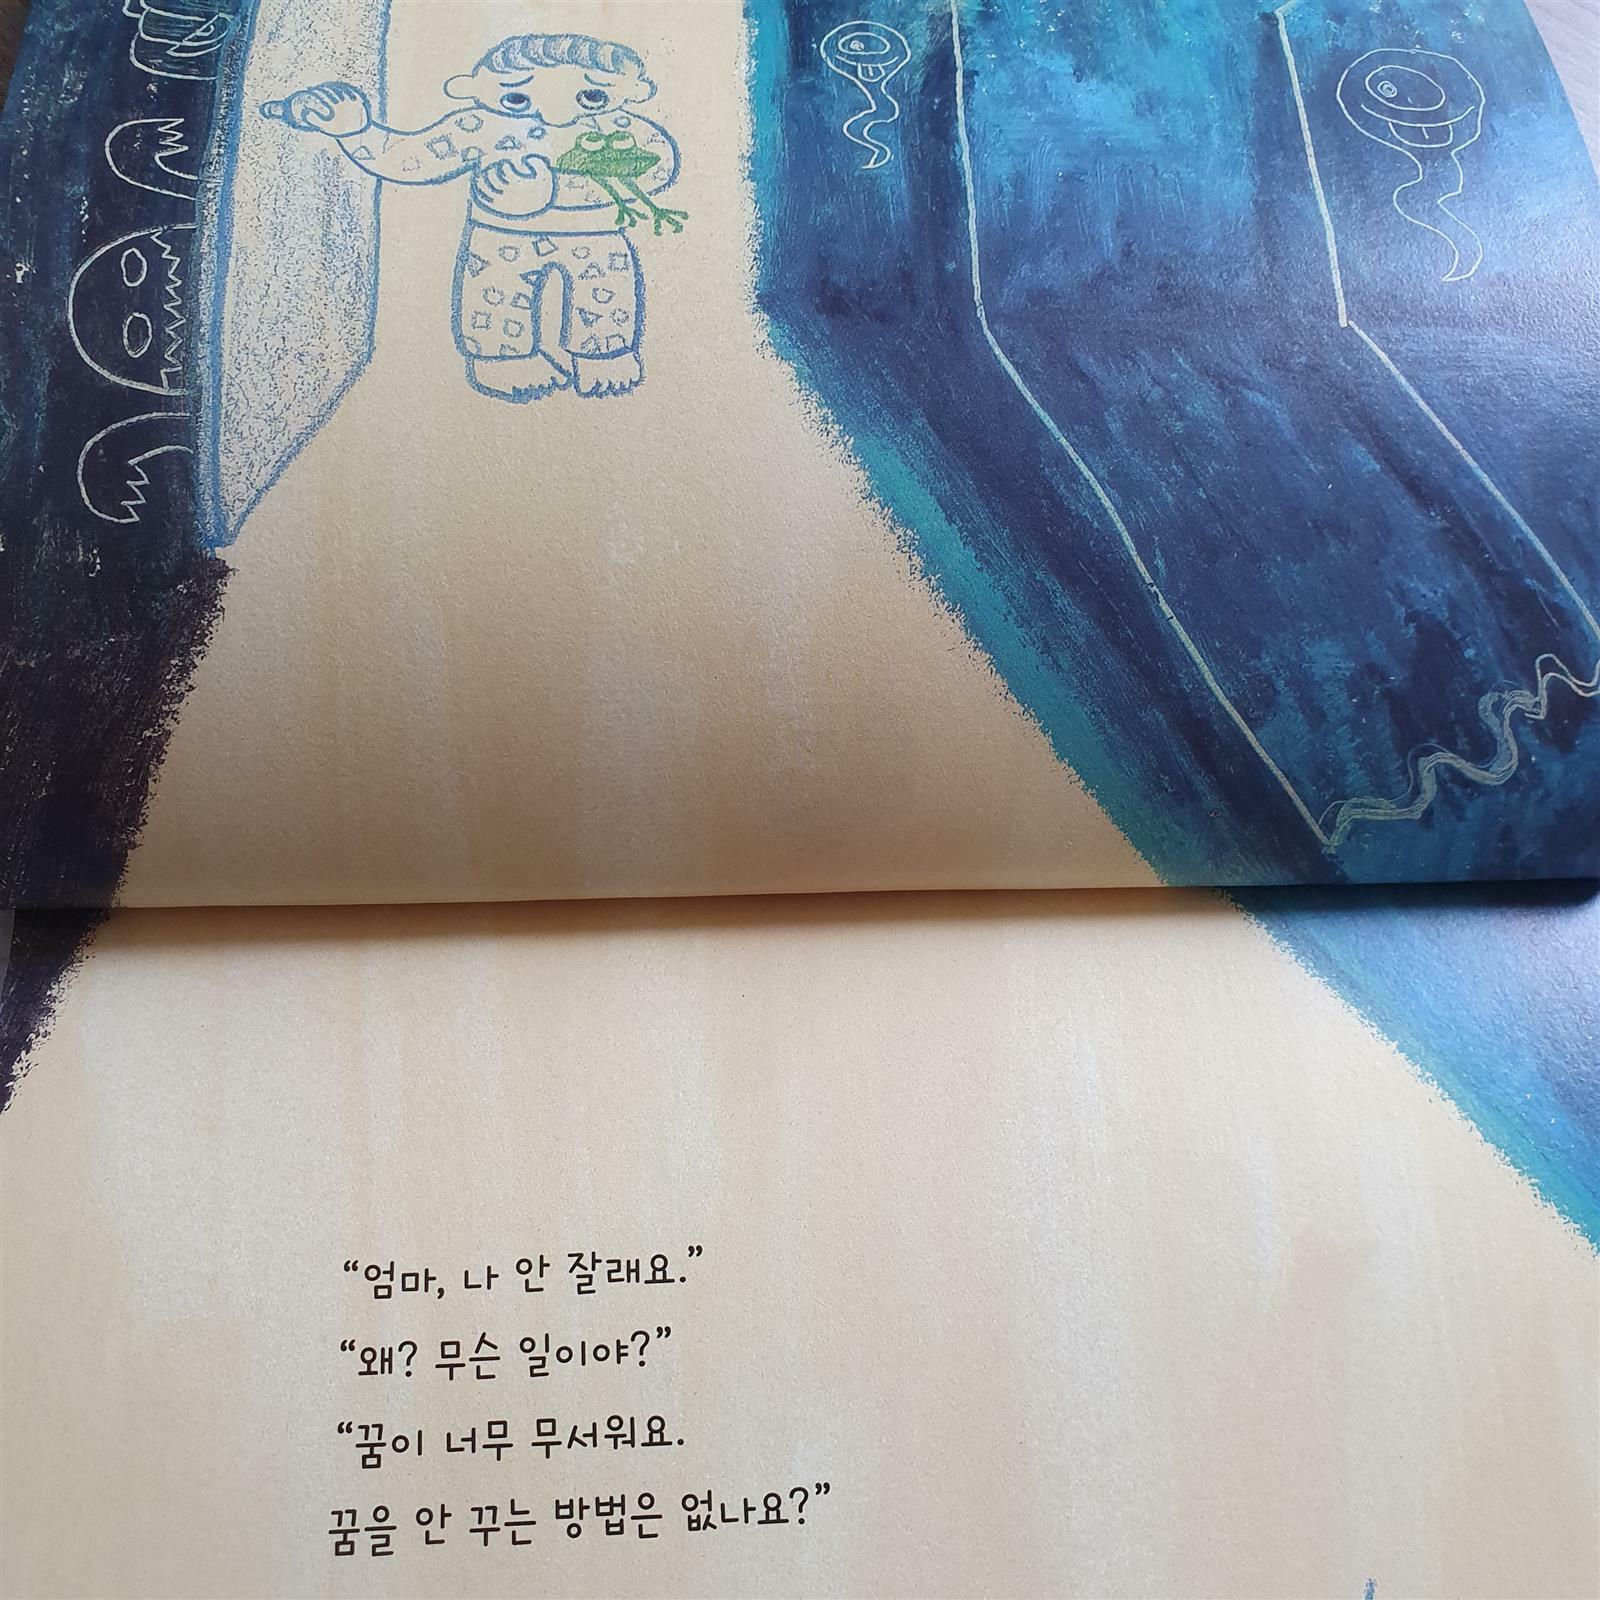 “엄마, 나 안 잘래요.”
“왜? 무슨 일이야?”
“꿈이 너무 무서워요.
꿈을 안 꾸는 방법은 없나요?”